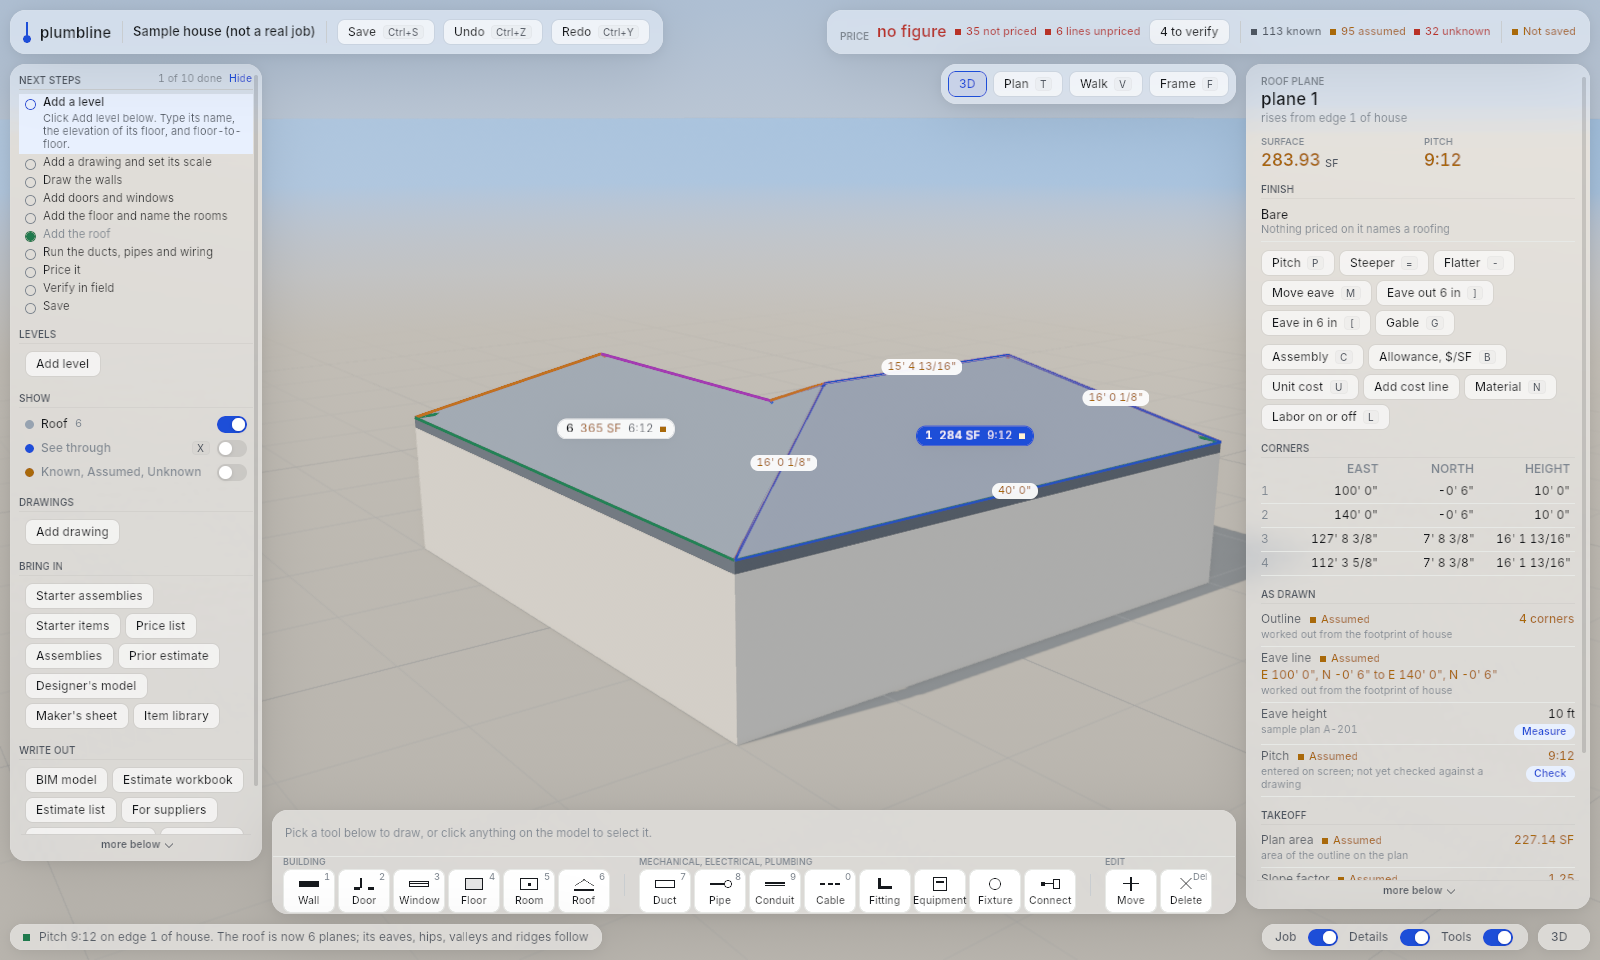 plumbline
Sample house (not a real job)
Save Ctrl+S
Undo Ctrl+Z
Redo Ctrl+Y
PRICE no figure
35 not priced
6 lines unpriced
4 to verify
113 known
95 assumed
32 unknown
Not saved
NEXT STEPS
1 of 10 done Hide
Add a level
Click Add level below. Type its name,
the elevation of its floor, and floor-to-
floor.
Add a drawing and set its scale
Draw the walls
Add doors and windows
Add the floor and name the rooms
Add the roof
Run the ducts, pipes and wiring
Price it
Verify in field
Save
LEVELS
Add level
SHOW
Roof 6
See through X
Known, Assumed, Unknown
DRAWINGS
Add drawing
BRING IN
Starter assemblies
Starter items
Price list
Assemblies
Prior estimate
Designer's model
Maker's sheet
Item library
WRITE OUT
BIM model
Estimate workbook
Estimate list
For suppliers
more below
3D
Plan T
Walk V
Frame F
15' 4 13/16"
16' 0 1/8"
6 365 SF 6:12
1 284 SF 9:12
16' 0 1/8"
40' 0"
ROOF PLANE
plane 1
rises from edge 1 of house
SURFACE PITCH
283.93 SF 9:12
FINISH
Bare
Nothing priced on it names a roofing
Pitch P
Steeper =
Flatter -
Move eave M
Eave out 6 in ]
Eave in 6 in [
Gable G
Assembly C
Allowance, $/SF B
Unit cost U
Add cost line
Material N
Labor on or off L
CORNERS
EAST NORTH HEIGHT
1 100' 0" -0' 6" 10' 0"
2 140' 0" -0' 6" 10' 0"
3 127' 8 3/8" 7' 8 3/8" 16' 1 13/16"
4 112' 3 5/8" 7' 8 3/8" 16' 1 13/16"
AS DRAWN
Outline Assumed 4 corners
worked out from the footprint of house
Eave line Assumed
E 100' 0", N -0' 6" to E 140' 0", N -0' 6"
worked out from the footprint of house
Eave height 10 ft
sample plan A-201 Measure
Pitch Assumed 9:12
entered on screen; not yet checked against a
drawing
Check
TAKEOFF
Plan area Assumed 227.14 SF
area of the outline on the plan
Slope factor Assumed 1.25
more below
Pick a tool below to draw, or click anything on the model to select it.
BUILDING
MECHANICAL, ELECTRICAL, PLUMBING
EDIT
1 Wall
2 Door
3 Window
4 Floor
5 Room
6 Roof
7 Duct
8 Pipe
9 Conduit
0 Cable
Fitting
Equipment
Fixture
Connect
Move
Del Delete
Pitch 9:12 on edge 1 of house. The roof is now 6 planes; its eaves, hips, valleys and ridges follow
Job
Details
Tools
3D